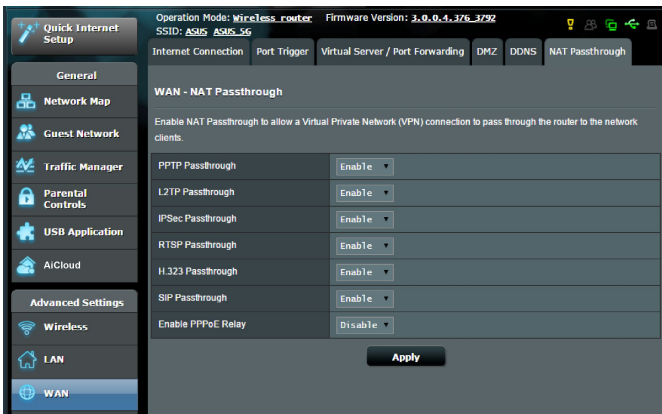 Quick Internet
Setup
Operation Mode: Wireless router Firmware Version: 3.0.0.4.376_3792
SSID: ASUS ASUS_5G
Internet Connection Port Trigger Virtual Server / Port Forwarding DMZ DDNS NAT Passthrough
General
Network Map
Guest Network
Traffic Manager
Parental
Controls
USB Application
AiCloud
Advanced Settings
Wireless
LAN
WAN
WAN - NAT Passthrough
Enable NAT Passthrough to allow a Virtual Private Network (VPN) connection to pass through the router to the network
clients.
PPTP Passthrough Enable
L2TP Passthrough Enable
IPSec Passthrough Enable
RTSP Passthrough Enable
H.323 Passthrough Enable
SIP Passthrough Enable
Enable PPPoE Relay Disable
Apply